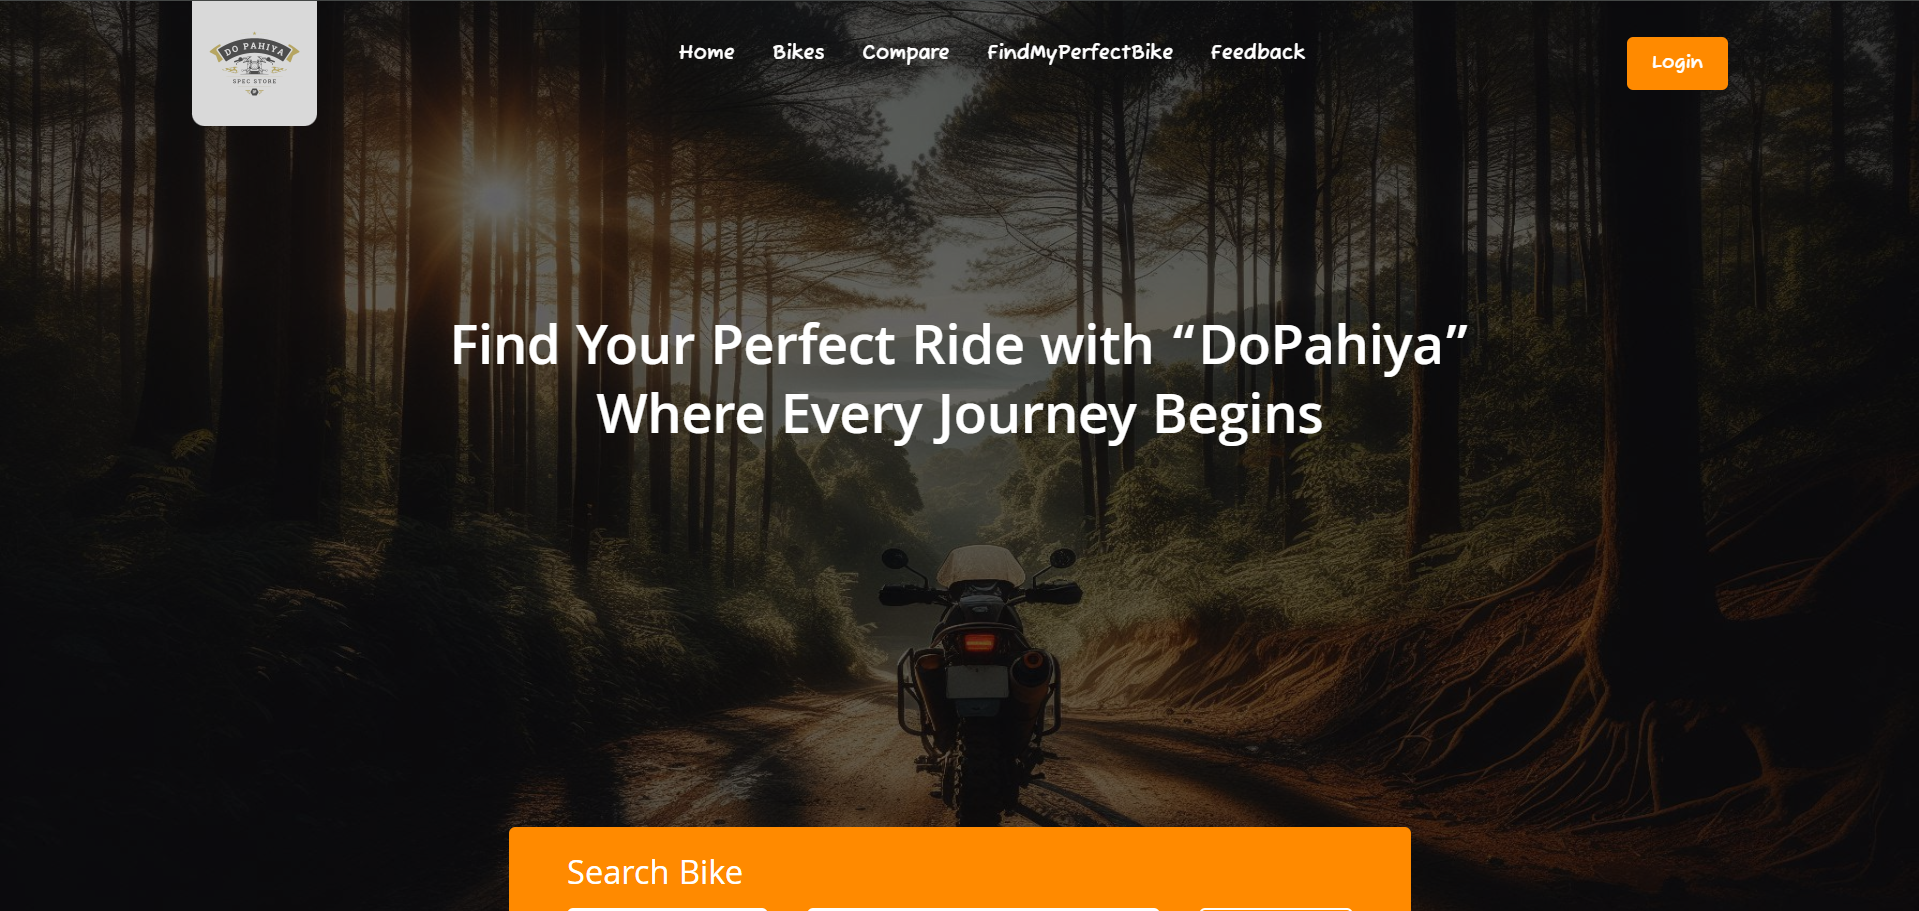 DO PAHIYA
SPEC STORE
Home Bikes Compare FindMyPerfectBike Feedback
Login
Find Your Perfect Ride with “DoPahiya”
Where Every Journey Begins
Search Bike